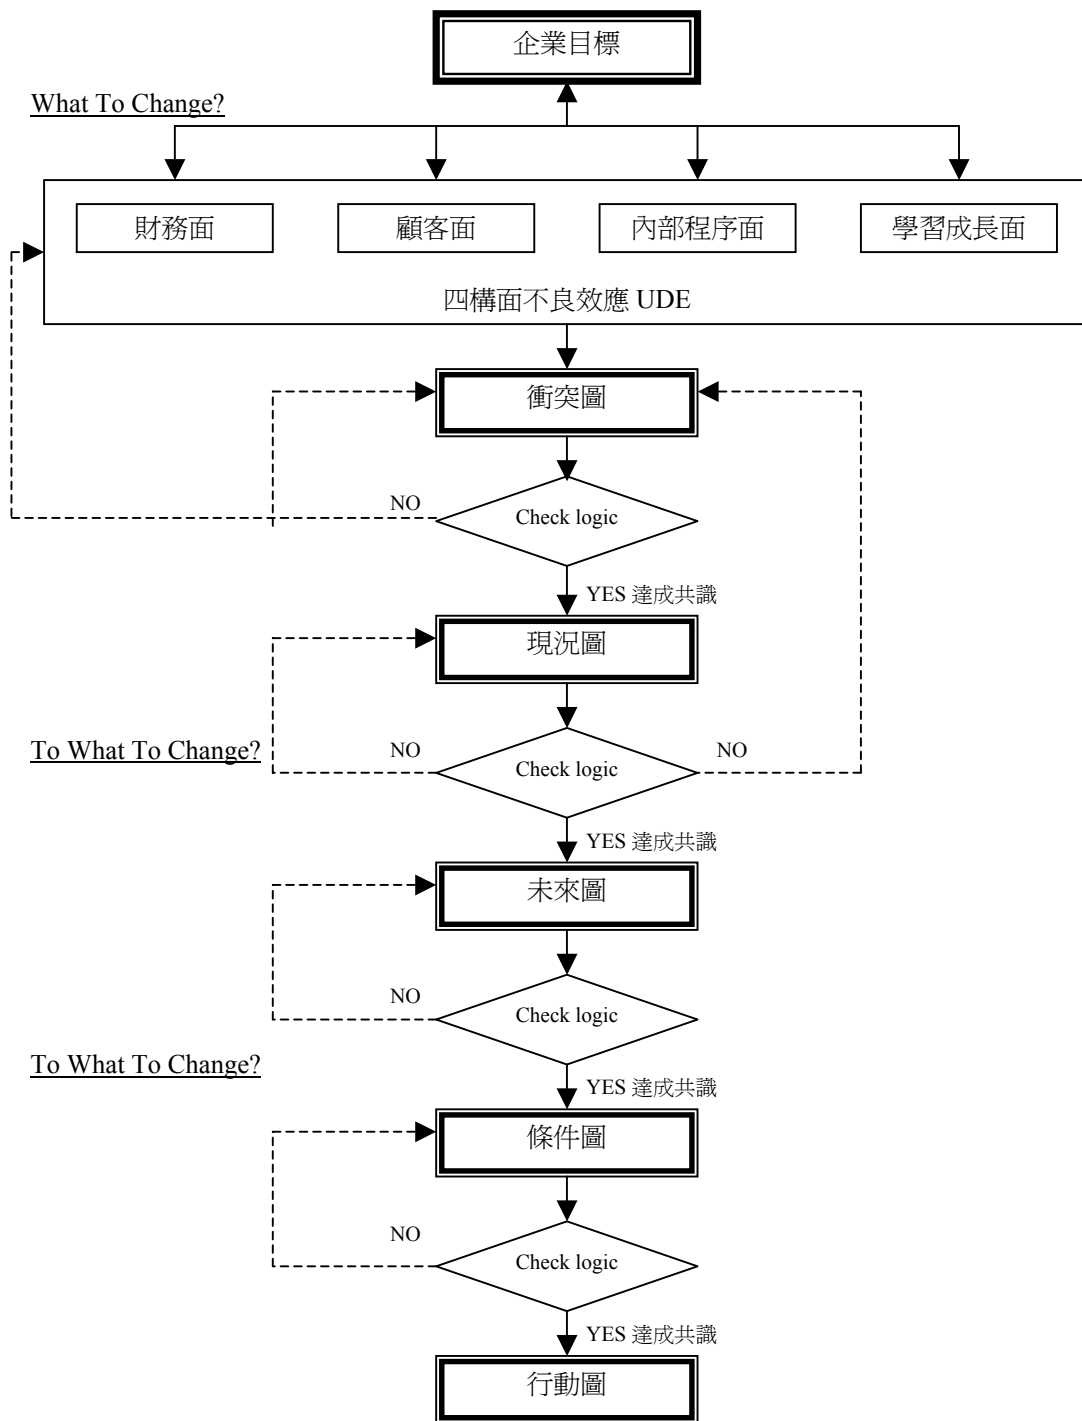 企業目標
What To Change?
財務面
顧客面
內部程序面
學習成長面
四構面不良效應 UDE
衝突圖
NO
Check logic
YES 達成共識
現況圖
To What To Change?
NO
Check logic
NO
YES 達成共識
未來圖
NO
Check logic
To What To Change?
YES 達成共識
條件圖
NO
Check logic
YES 達成共識
行動圖